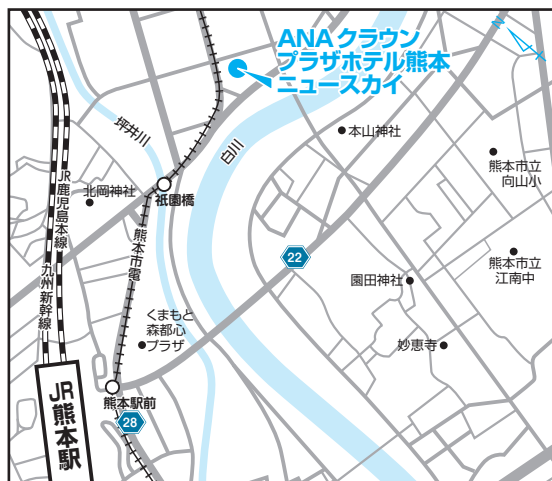 ANAクラウン
プラザホテル熊本
ニュースカイ
坪井川
白川
本山神社
熊本市立
向山小
北岡神社
祇園橋
JR鹿児島本線
九州新幹線
熊本市電
22
園田神社
熊本市立
江南中
くまもと
森都心
プラザ
妙恵寺
熊本駅前
28
JR熊本駅
N